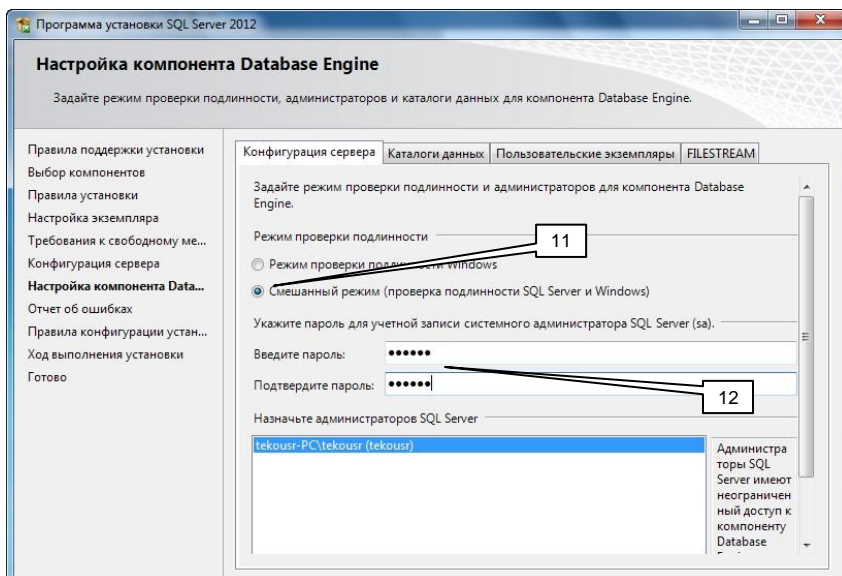 Программа установки SQL Server 2012
Настройка компонента Database Engine
Задайте режим проверки подлинности, администраторов и каталоги данных для компонента Database Engine.
Правила поддержки установки
Выбор компонентов
Правила установки
Настройка экземпляра
Требования к свободному ме...
Конфигурация сервера
Настройка компонента Data...
Отчет об ошибках
Правила конфигурации устан...
Ход выполнения установки
Готово
Конфигурация сервера
Каталоги данных
Пользовательские экземпляры
FILESTREAM
Задайте режим проверки подлинности и администраторов для компонента Database
Engine.
Режим проверки подлинности
11
Режим проверки подлинности Windows
Смешанный режим (проверка подлинности SQL Server и Windows)
Укажите пароль для учетной записи системного администратора SQL Server (sa).
Введите пароль: ●●●●●●
Подтвердите пароль: ●●●●●●
12
Назначьте администраторов SQL Server
tekousr-PC\tekousr (tekousr)
Администра
торы SQL
Server имеют
неограничен
ный доступ к
компоненту
Database